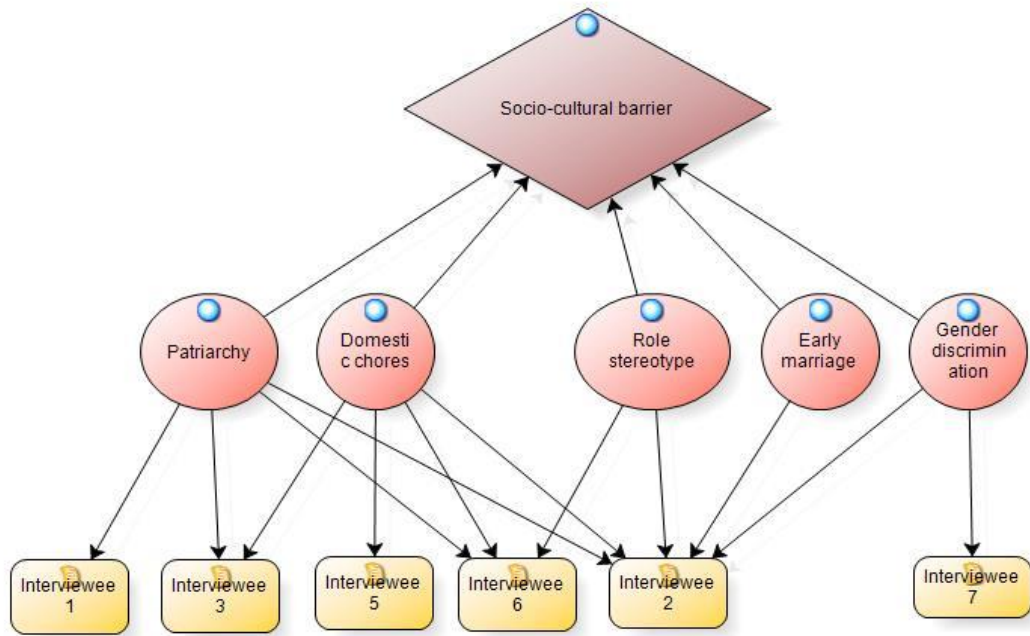 Socio-cultural barrier
Patriarchy
Domesti
c chores
Role
stereotype
Early
marriage
Gender
discrimin
ation
Interviewee
1
Interviewee
3
Interviewee
5
Interviewee
6
Interviewee
2
Interviewee
7